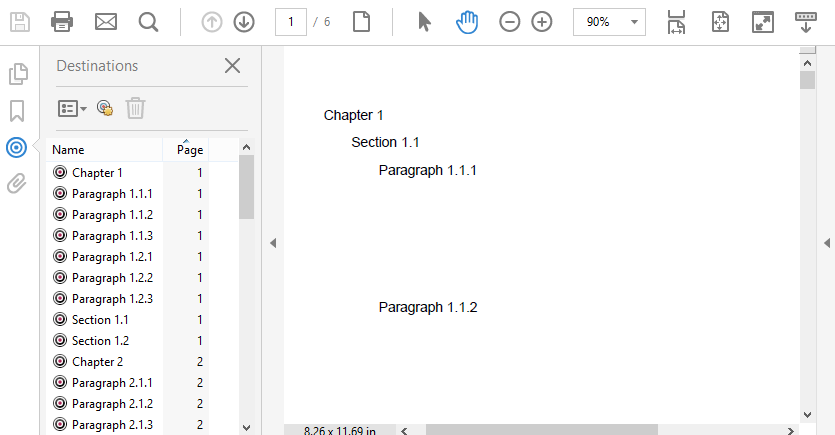 1 / 6
90%
Destinations
Name Page
Chapter 1 1
Paragraph 1.1.1 1
Paragraph 1.1.2 1
Paragraph 1.1.3 1
Paragraph 1.2.1 1
Paragraph 1.2.2 1
Paragraph 1.2.3 1
Section 1.1 1
Section 1.2 1
Chapter 2 2
Paragraph 2.1.1 2
Paragraph 2.1.2 2
Paragraph 2.1.3 2
Chapter 1
Section 1.1
Paragraph 1.1.1
Paragraph 1.1.2
8.26 x 11.69 in